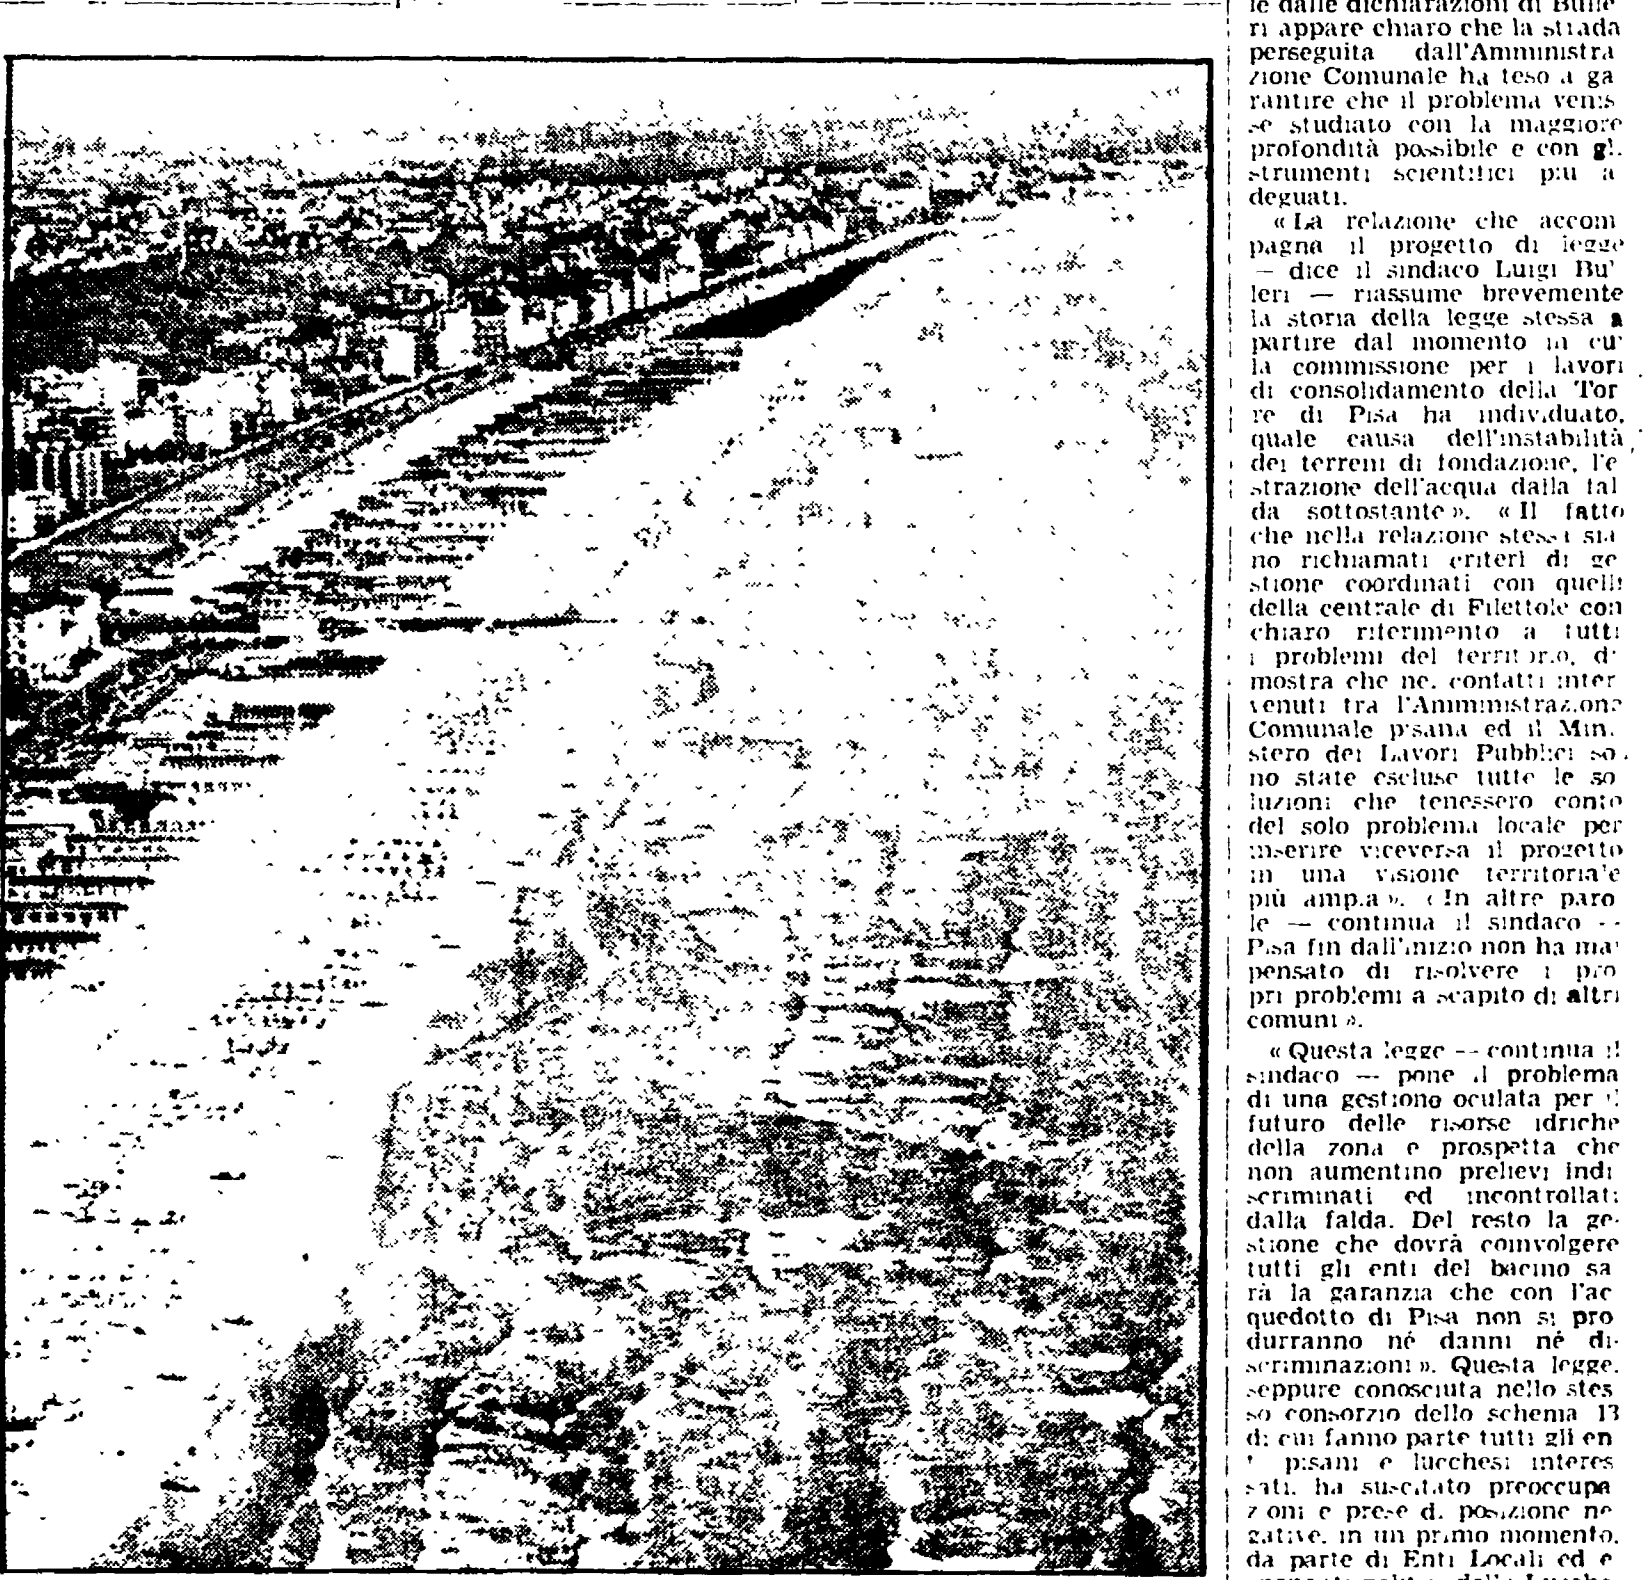 le dalle dichiarazioni di Bulle
ri appare chiaro che la strada
perseguita dall'Amministra
zione Comunale ha teso a ga
rantire che il problema venis
se studiato con la maggiore
profondità possibile e con gl.
strumenti scientifici più a
deguati.
« La relazione che accom
pagna il progetto di legge
— dice il sindaco Luigi Bu'
leri — riassume brevemente
la storia della legge stessa a
partire dal momento in cu'
la commissione per i lavori
di consolidamento della Tor
re di Pisa ha individuato,
quale causa dell'instabilità
dei terreni di fondazione, l'e
strazione dell'acqua dalla fal
da sottostante ». « Il fatto
che nella relazione stessa sia
no richiamati criteri di ge
stione coordinati con quelli
della centrale di Filettole con
chiaro riferimento a tutti
i problemi del territorio, di
mostra che nei contatti inter
venuti tra l'Amministrazione
Comunale pisana ed il Min.
stero dei Lavori Pubblici so
no state escluse tutte le so
luzioni che tenessero conto
del solo problema locale per
inserire viceversa il progetto
in una visione territoriale
più ampia ». « In altre paro
le — continua il sindaco --
Pisa fin dall'inizio non ha mai
pensato di risolvere i pro
pri problemi a scapito di altri
comuni ».
« Questa legge -- continua il
sindaco — pone il problema
di una gestiono oculata per il
futuro delle risorse idriche
della zona e prospetta che
non aumentino prelievi indi
scriminati ed incontrollati
dalla falda. Del resto la ge-
stione che dovrà coinvolgere
tutti gli enti del bacino sa
rà la garanzia che con l'ac
quedotto di Pisa non si pro
durranno né danni né di-
scriminazioni ». Questa legge,
seppure conosciuta nello stes
so consorzio dello schema 13
di cui fanno parte tutti gli en
pisani e lucchesi interes
sati, ha suscitato preoccupa
zioni e prese di posizione ne
gative, in un primo momento,
da parte di Enti Locali ed e